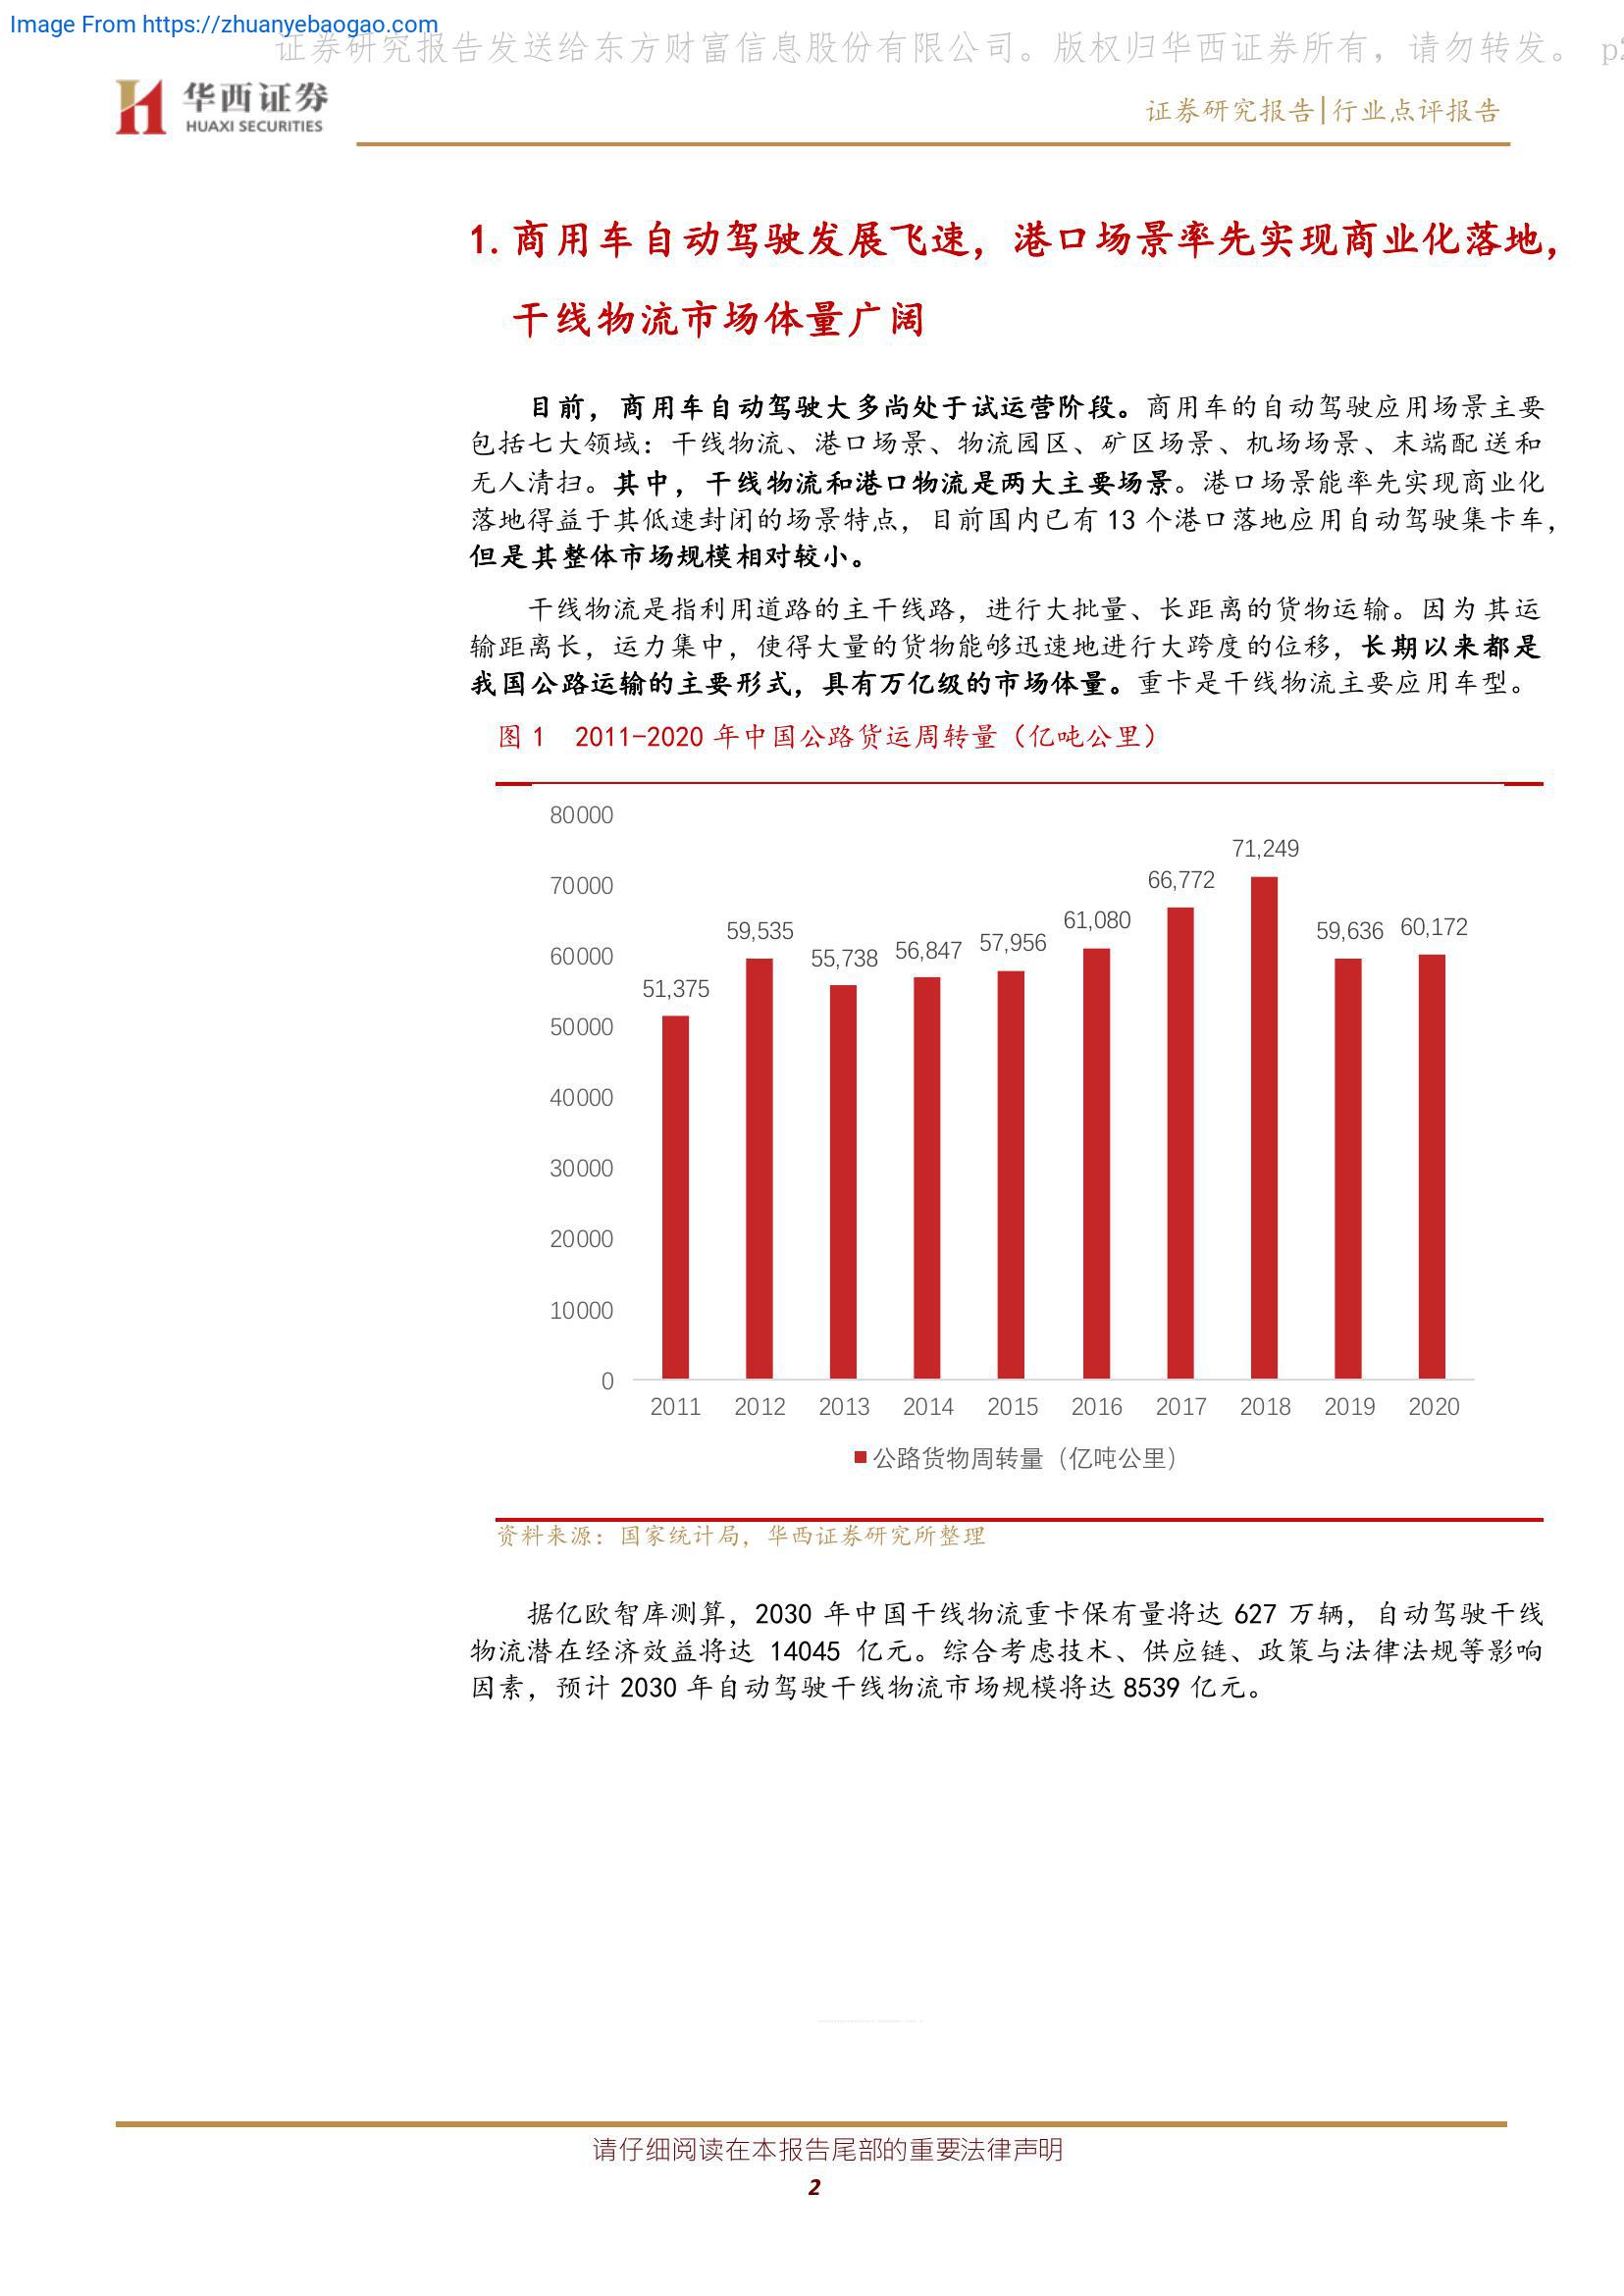 Image From https://zhuanyebaogao.com
证券研究报告发送给东方财富信息股份有限公司。版权归华西证券所有，请勿转发。 p2
华西证券
HUAXI SECURITIES
证券研究报告|行业点评报告
1. 商用车自动驾驶发展飞速，港口场景率先实现商业化落地，
干线物流市场体量广阔
目前，商用车自动驾驶大多尚处于试运营阶段。商用车的自动驾驶应用场景主要
包括七大领域：干线物流、港口场景、物流园区、矿区场景、机场场景、末端配送和
无人清扫。其中，干线物流和港口物流是两大主要场景。港口场景能率先实现商业化
落地得益于其低速封闭的场景特点，目前国内已有 13 个港口落地应用自动驾驶集卡车，
但是其整体市场规模相对较小。
干线物流是指利用道路的主干线路，进行大批量、长距离的货物运输。因为其运
输距离长，运力集中，使得大量的货物能够迅速地进行大跨度的位移，长期以来都是
我国公路运输的主要形式，具有万亿级的市场体量。重卡是干线物流主要应用车型。
图 1 2011-2020 年中国公路货运周转量（亿吨公里）
80000
70000
60000
50000
40000
30000
20000
10000
0
51,375
59,535
55,738
56,847
57,956
61,080
66,772
71,249
59,636
60,172
2011 2012 2013 2014 2015 2016 2017 2018 2019 2020
公路货物周转量（亿吨公里）
资料来源：国家统计局，华西证券研究所整理
据亿欧智库测算，2030 年中国干线物流重卡保有量将达 627 万辆，自动驾驶干线
物流潜在经济效益将达 14045 亿元。综合考虑技术、供应链、政策与法律法规等影响
因素，预计 2030 年自动驾驶干线物流市场规模将达 8539 亿元。
请仔细阅读在本报告尾部的重要法律声明
2